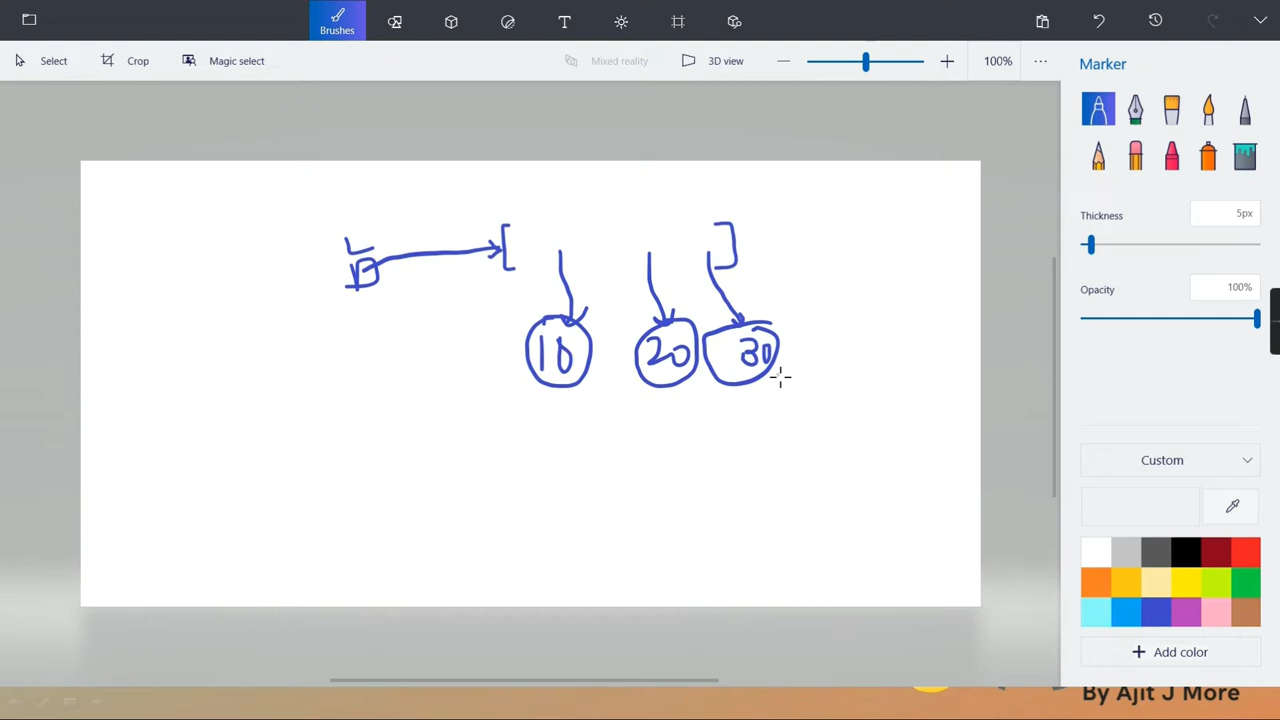 Brushes
Select
Crop
Magic select
Mixed reality
3D view
100%
Marker
Thickness
5px
Opacity
100%
Custom
Add color
L
[ ]
10 20 30
By Ajit J More